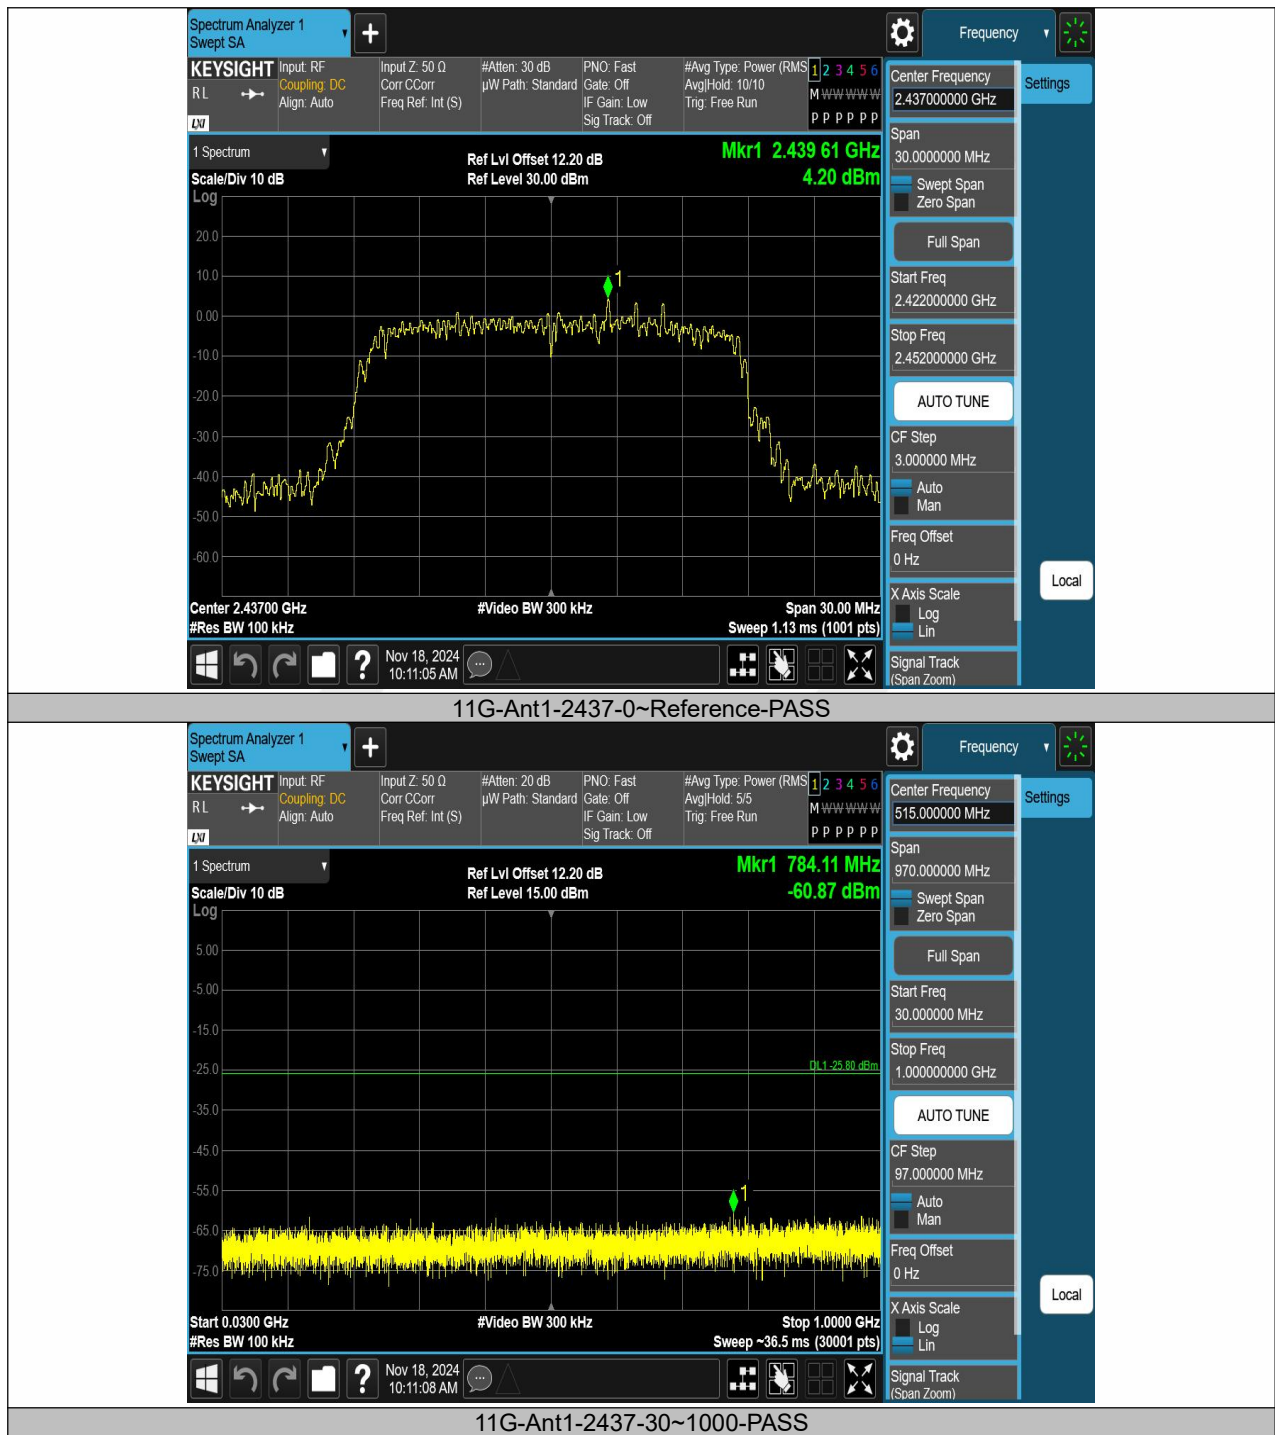 Spectrum Analyzer 1
Swept SA
Frequency
KEYSIGHT
RL
LXI
Input: RF
Coupling: DC
Align: Auto
Input Z: 50 Ω
Corr CCorr
Freq Ref: Int (S)
#Atten: 30 dB
µW Path: Standard
PNO: Fast
Gate: Off
IF Gain: Low
Sig Track: Off
#Avg Type: Power (RMS
Avg|Hold: 10/10
Trig: Free Run
1 2 3 4 5 6
M W W W W W
P P P P P P
1 Spectrum
Scale/Div 10 dB
Log
Ref Lvl Offset 12.20 dB
Ref Level 30.00 dBm
Mkr1 2.439 61 GHz
4.20 dBm
20.0
10.0
0.00
-10.0
-20.0
-30.0
-40.0
-50.0
-60.0
1
Center 2.43700 GHz
#Res BW 100 kHz
#Video BW 300 kHz
Span 30.00 MHz
Sweep 1.13 ms (1001 pts)
Center Frequency
2.437000000 GHz
Settings
Span
30.0000000 MHz
Swept Span
Zero Span
Full Span
Start Freq
2.422000000 GHz
Stop Freq
2.452000000 GHz
AUTO TUNE
CF Step
3.000000 MHz
Auto
Man
Freq Offset
0 Hz
X Axis Scale
Log
Lin
Local
Signal Track
(Span Zoom)
?
Nov 18, 2024
10:11:05 AM
11G-Ant1-2437-0~Reference-PASS
Spectrum Analyzer 1
Swept SA
Frequency
KEYSIGHT
RL
LXI
Input: RF
Coupling: DC
Align: Auto
Input Z: 50 Ω
Corr CCorr
Freq Ref: Int (S)
#Atten: 20 dB
µW Path: Standard
PNO: Fast
Gate: Off
IF Gain: Low
Sig Track: Off
#Avg Type: Power (RMS
Avg|Hold: 5/5
Trig: Free Run
1 2 3 4 5 6
M W W W W W
P P P P P P
1 Spectrum
Scale/Div 10 dB
Log
Ref Lvl Offset 12.20 dB
Ref Level 15.00 dBm
Mkr1 784.11 MHz
-60.87 dBm
5.00
-5.00
-15.0
-25.0
-35.0
-45.0
-55.0
-65.0
-75.0
DL1 -25.80 dBm
1
Start 0.0300 GHz
#Res BW 100 kHz
#Video BW 300 kHz
Stop 1.0000 GHz
Sweep ~36.5 ms (30001 pts)
Center Frequency
515.000000 MHz
Settings
Span
970.000000 MHz
Swept Span
Zero Span
Full Span
Start Freq
30.000000 MHz
Stop Freq
1.000000000 GHz
AUTO TUNE
CF Step
97.000000 MHz
Auto
Man
Freq Offset
0 Hz
X Axis Scale
Log
Lin
Local
Signal Track
(Span Zoom)
?
Nov 18, 2024
10:11:08 AM
11G-Ant1-2437-30~1000-PASS